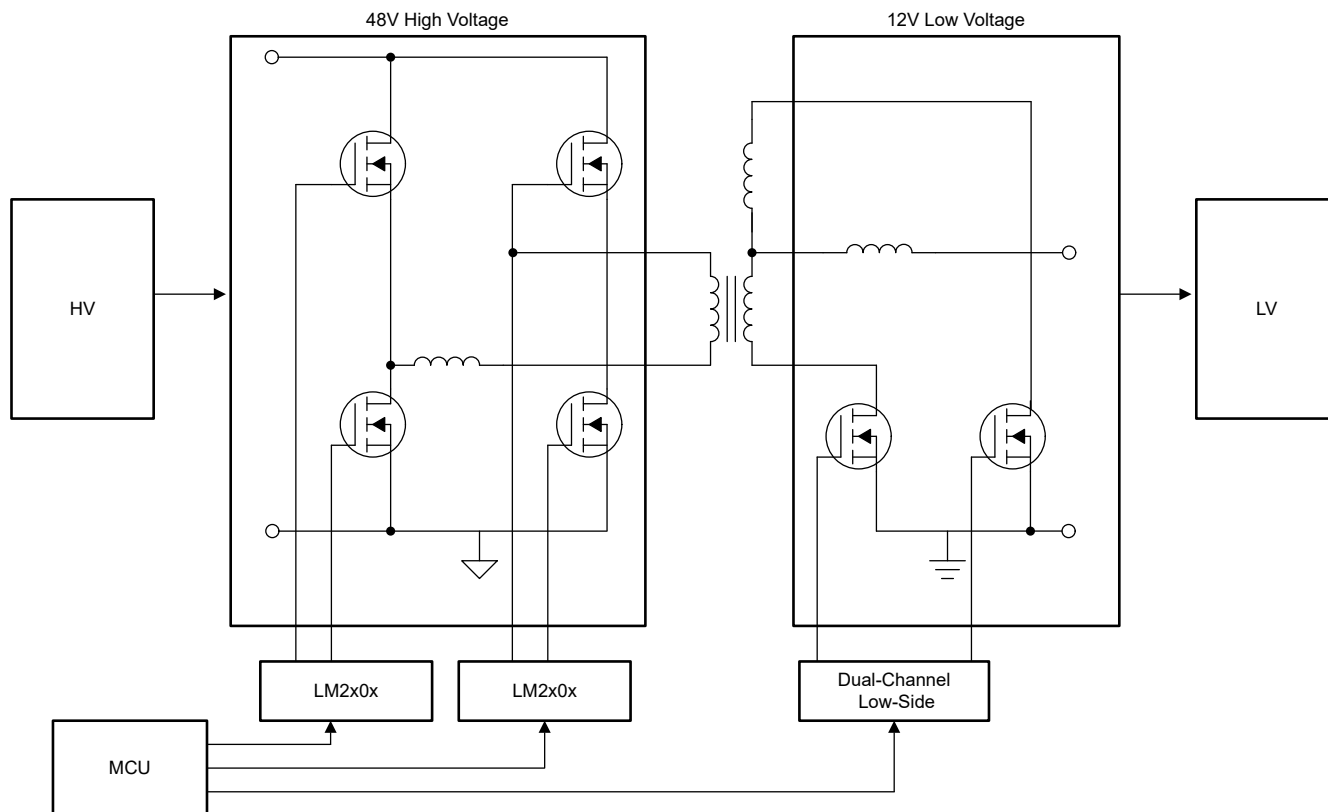 48V High Voltage
12V Low Voltage
HV
LV
LM2x0x
LM2x0x
Dual-Channel
Low-Side
MCU